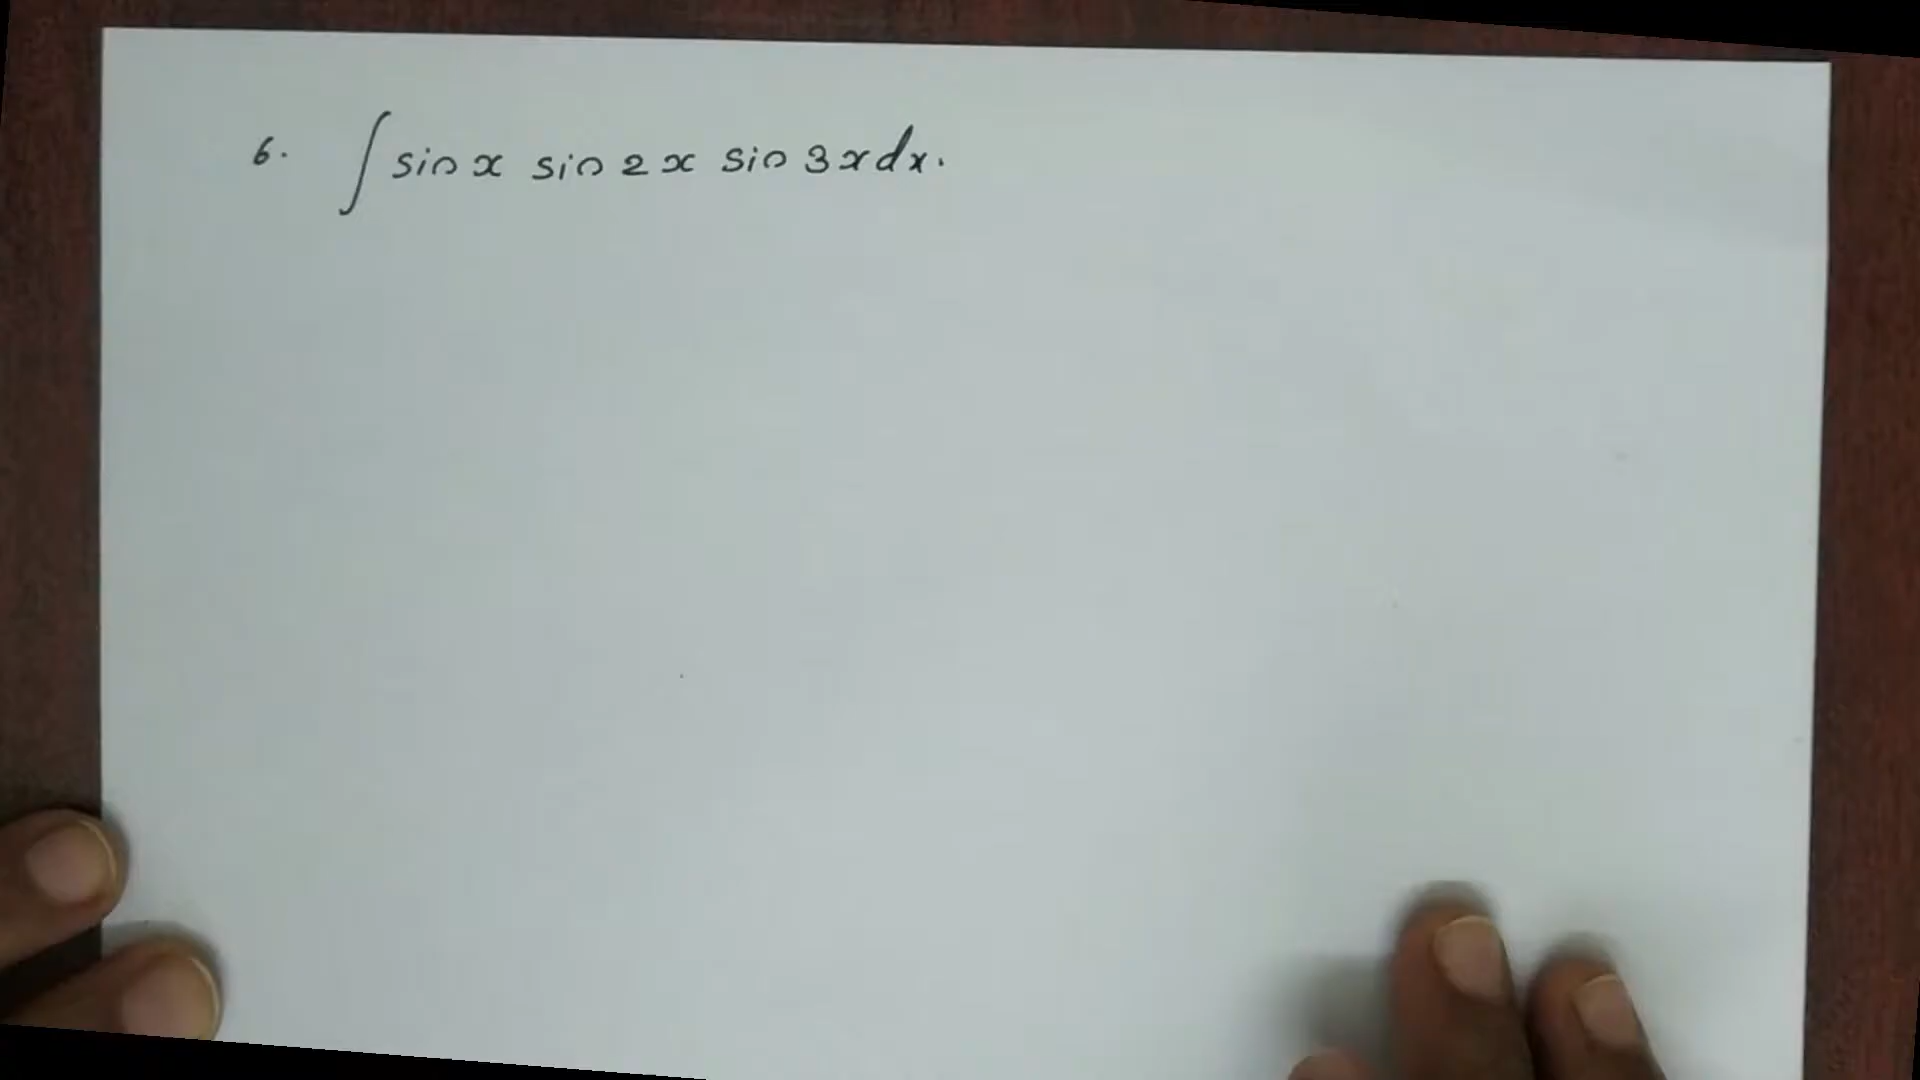 6. ∫ sin x sin 2x sin 3x dx.